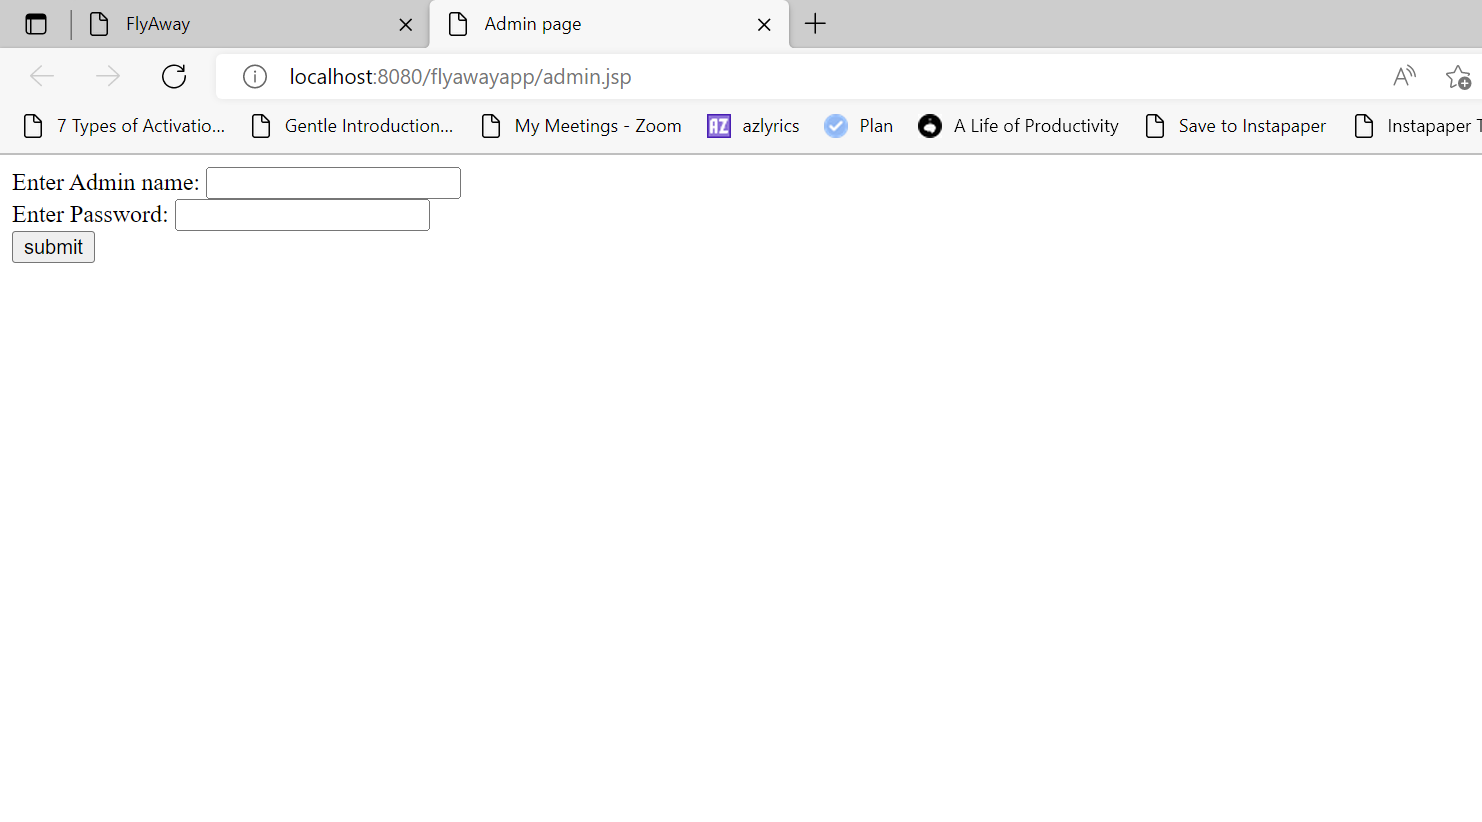 FlyAway
Admin page
localhost:8080/flyawayapp/admin.jsp
7 Types of Activatio... Gentle Introduction... My Meetings - Zoom AZ azlyrics Plan A Life of Productivity Save to Instapaper Instapaper T
Enter Admin name:
Enter Password:
submit